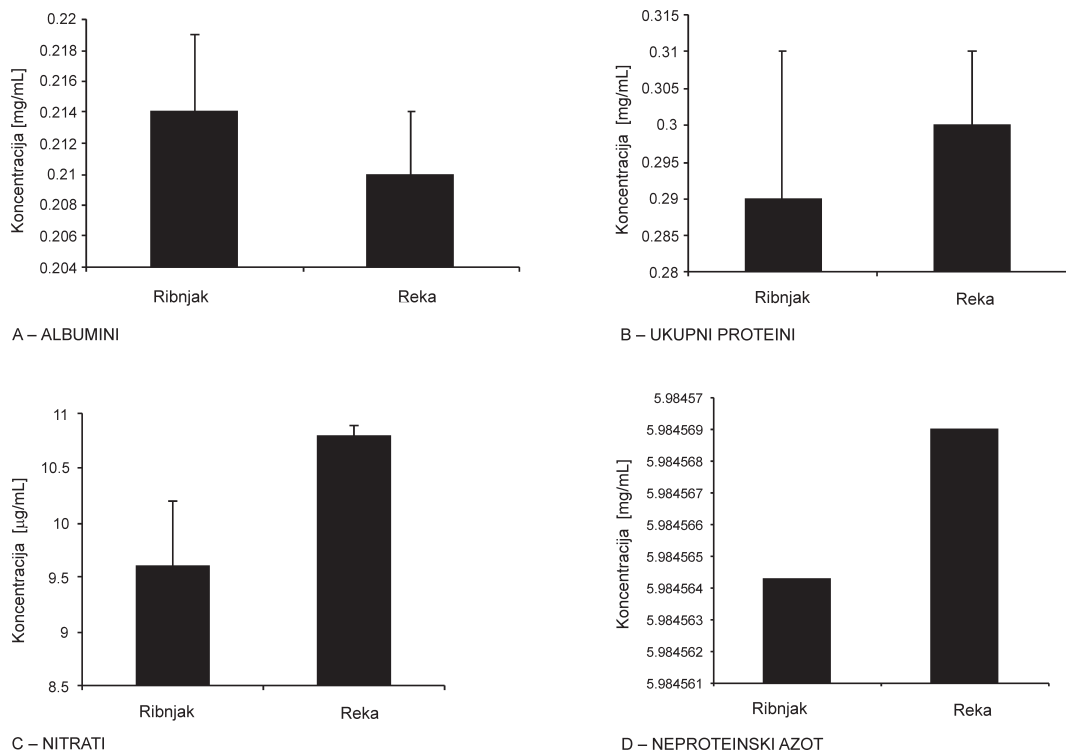 Koncentracija [mg/mL]
0.22
0.218
0.216
0.214
0.212
0.21
0.208
0.206
0.204
Ribnjak Reka
A – ALBUMINI
Koncentracija [mg/mL]
0.315
0.31
0.305
0.3
0.295
0.29
0.285
0.28
Ribnjak Reka
B – UKUPNI PROTEINI
Koncentracija [µg/mL]
11
10.5
10
9.5
9
8.5
Ribnjak Reka
C – NITRATI
Koncentracija [mg/mL]
5.98457
5.984569
5.984568
5.984567
5.984566
5.984565
5.984564
5.984563
5.984562
5.984561
Ribnjak Reka
D – NEPROTEINSKI AZOT